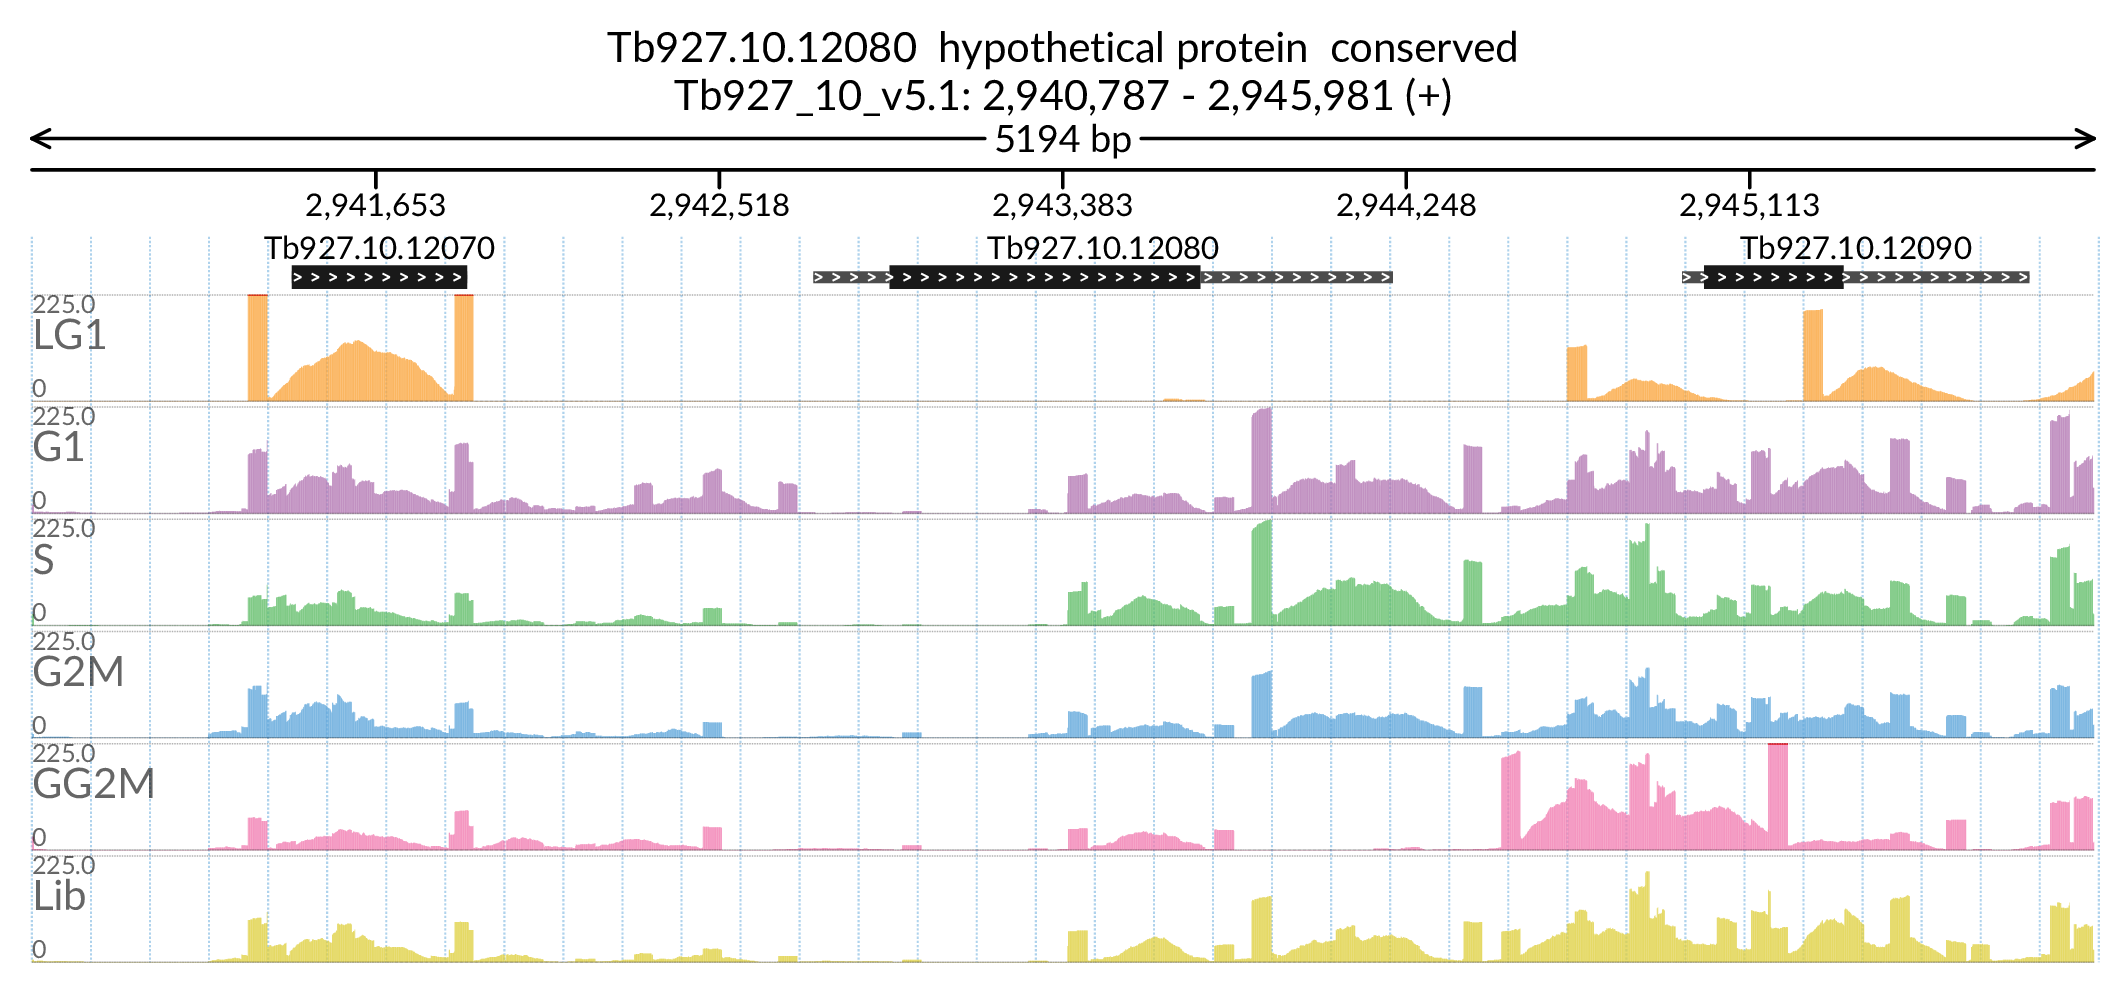 Tb927.10.12080  hypothetical protein  conserved
Tb927_10_v5.1: 2,940,787 - 2,945,981 (+)
5194 bp
2,941,653 2,942,518 2,943,383 2,944,248 2,945,113
Tb927.10.12070 Tb927.10.12080 Tb927.10.12090
225.0
LG1
0
225.0
G1
0
225.0
S
0
225.0
G2M
0
225.0
GG2M
0
225.0
Lib
0